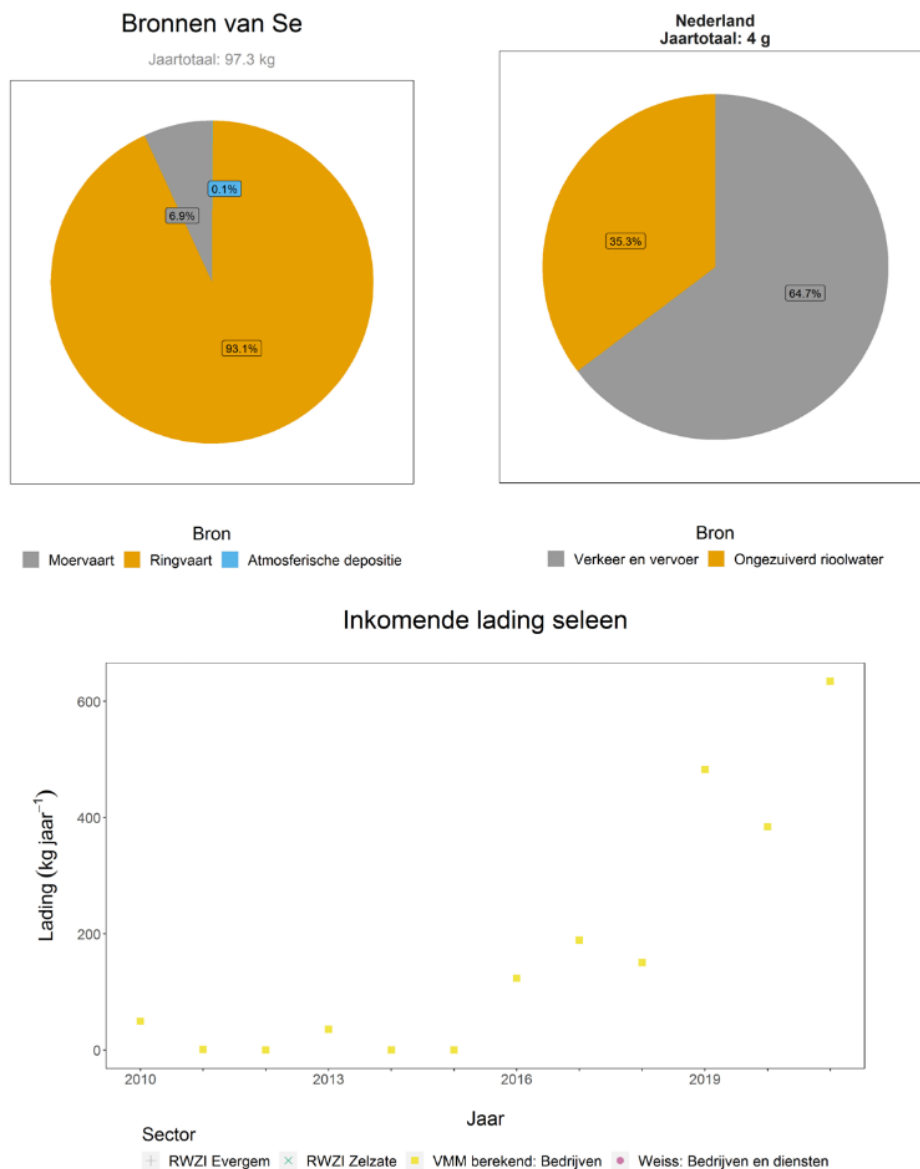 Bronnen van Se
Jaartotaal: 97.3 kg
0.1%
6.9%
93.1%
Bron
Moervaart Ringvaart Atmosferische depositie
Nederland
Jaartotaal: 4 g
35.3%
64.7%
Bron
Verkeer en vervoer Ongezuiverd rioolwater
Inkomende lading seleen
Lading (kg jaar⁻¹)
600
400
200
0
2010 2013 2016 2019
Jaar
Sector
RWZI Evergem RWZI Zelzate VMM berekend: Bedrijven Weiss: Bedrijven en diensten